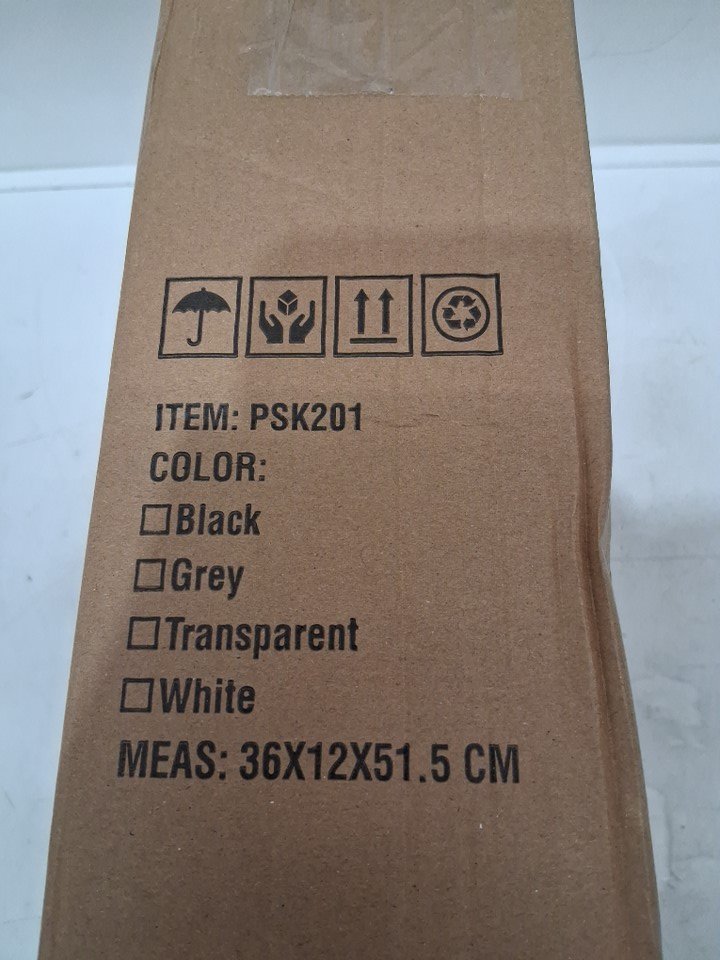 ITEM: PSK201
COLOR:
Black
Grey
Transparent
White
MEAS: 36X12X51.5 CM